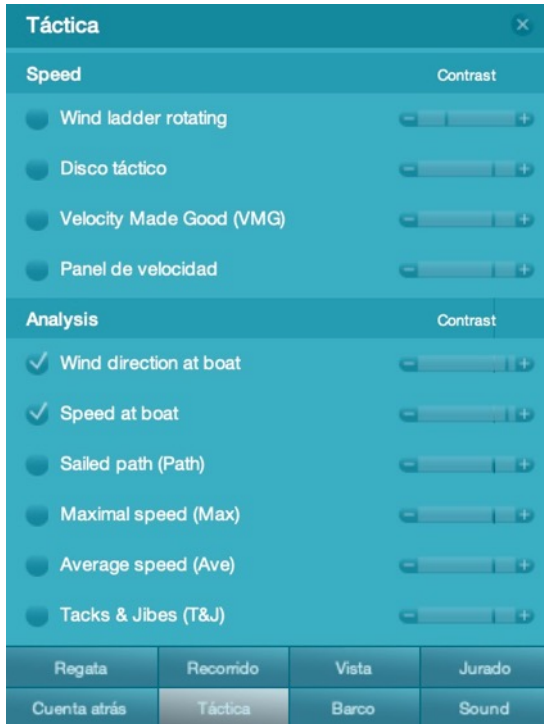 Táctica
Speed Contrast
Wind ladder rotating
Disco táctico
Velocity Made Good (VMG)
Panel de velocidad
Analysis Contrast
Wind direction at boat
Speed at boat
Sailed path (Path)
Maximal speed (Max)
Average speed (Ave)
Tacks & Jibes (T&J)
Regata Recorrido Vista Jurado
Cuenta atrás Táctica Barco Sound